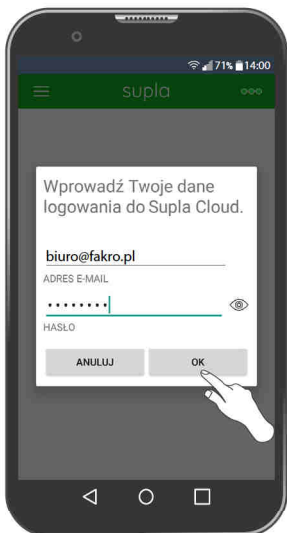 71% 14:00
supla
Wprowadź Twoje dane
logowania do Supla Cloud.
biuro@fakro.pl
ADRES E-MAIL
HASŁO
ANULUJ OK